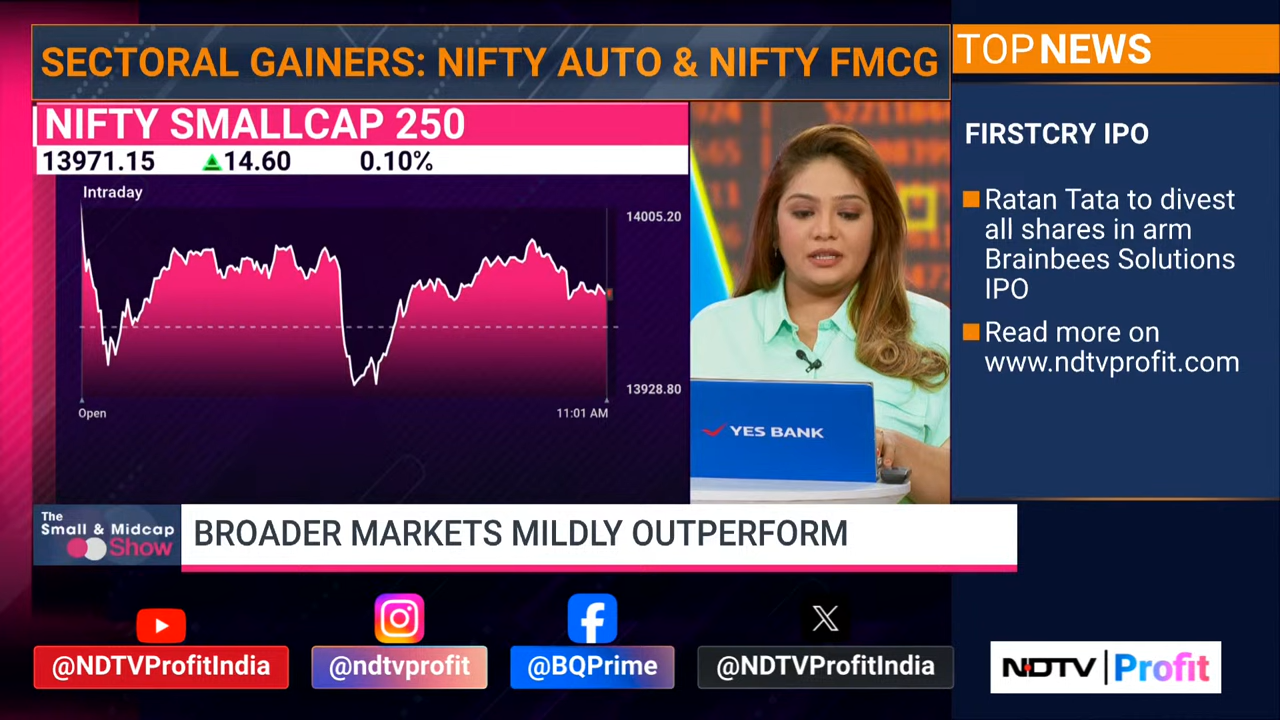 SECTORAL GAINERS: NIFTY AUTO & NIFTY FMCG
TOP NEWS
NIFTY SMALLCAP 250
13971.15 14.60 0.10%
Intraday
14005.20
13928.80
Open 11:01 AM
YES BANK
FIRSTCRY IPO
Ratan Tata to divest
all shares in arm
Brainbees Solutions
IPO
Read more on
www.ndtvprofit.com
The
Small & Midcap
Show
BROADER MARKETS MILDLY OUTPERFORM
@NDTVProfitIndia
@ndtvprofit
@BQPrime
@NDTVProfitIndia
NDTV Profit